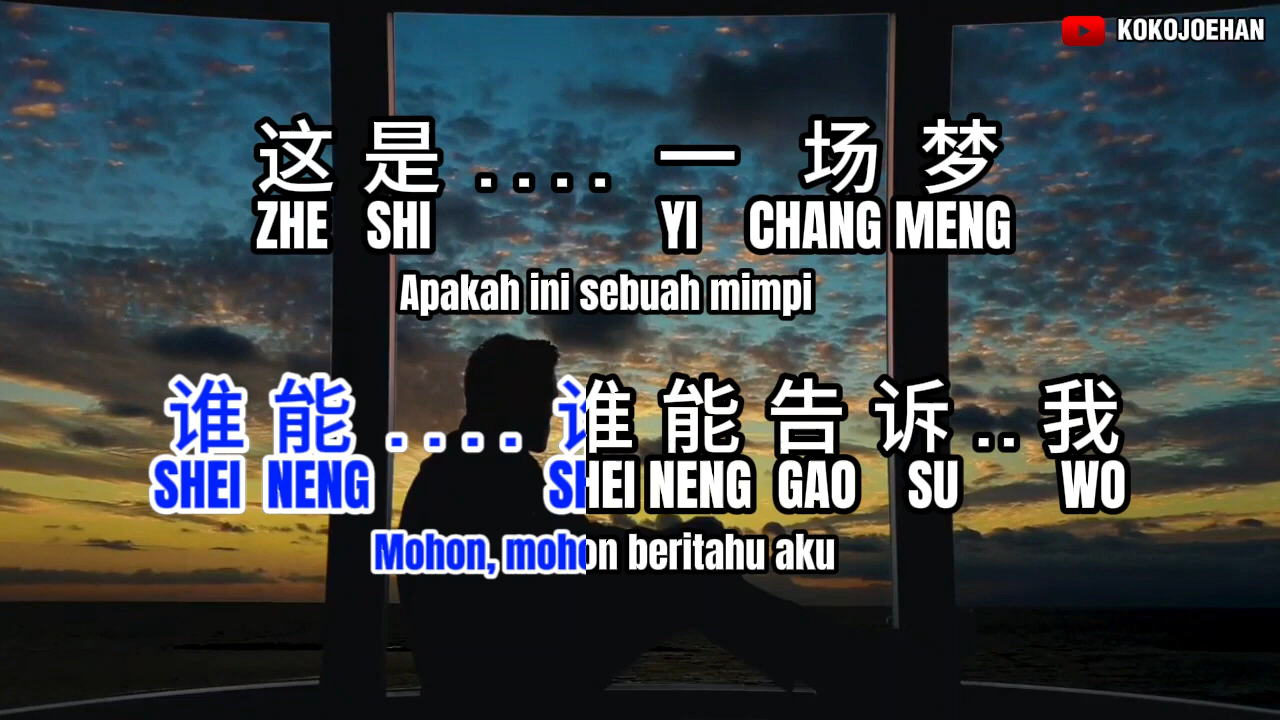 KOKOJOEHAN
这 是 .... 一 场 梦
ZHE SHI YI CHANG MENG
Apakah ini sebuah mimpi
谁 能 .... 谁 能 告 诉 .. 我
SHEI NENG SHEI NENG GAO SU WO
Mohon, mohon beritahu aku